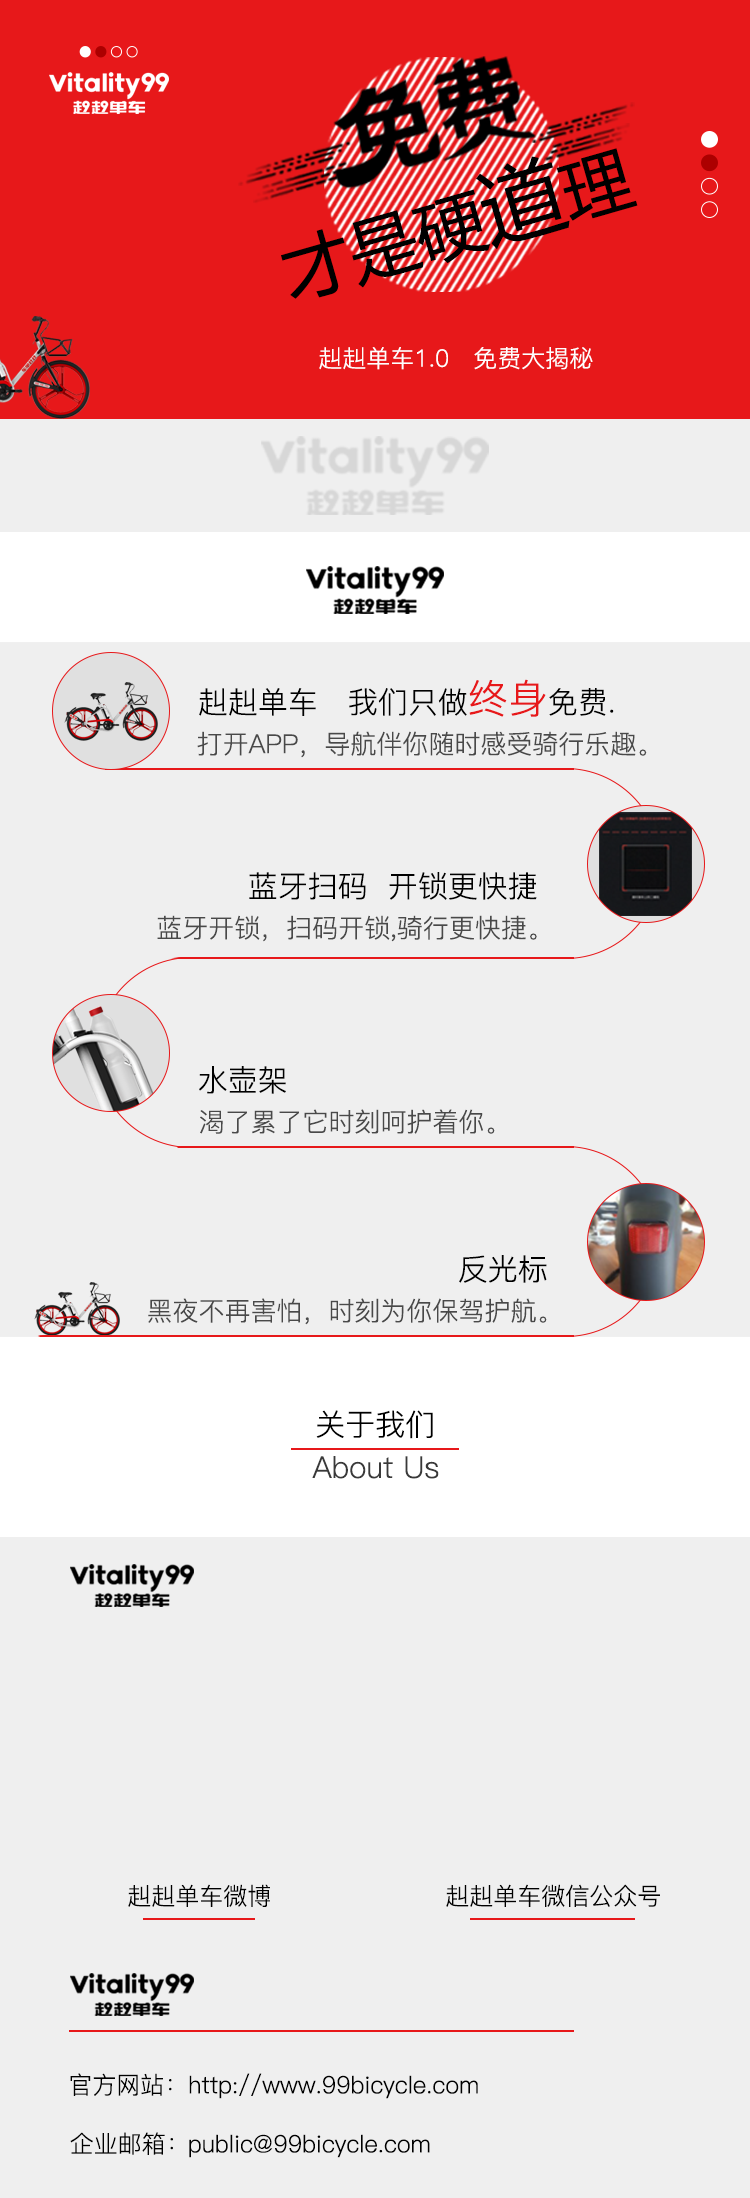 Vitality99
赳赳单车
免费
才是硬道理
赳赳单车1.0 免费大揭秘
Vitality99
赳赳单车
Vitality99
赳赳单车
赳赳单车 我们只做终身免费.
打开APP，导航伴你随时感受骑行乐趣。
蓝牙扫码 开锁更快捷
蓝牙开锁，扫码开锁,骑行更快捷。
水壶架
渴了累了它时刻呵护着你。
反光标
黑夜不再害怕，时刻为你保驾护航。
关于我们
About Us
Vitality99
赳赳单车
赳赳单车微博 赳赳单车微信公众号
Vitality99
赳赳单车
官方网站：http://www.99bicycle.com
企业邮箱：public@99bicycle.com